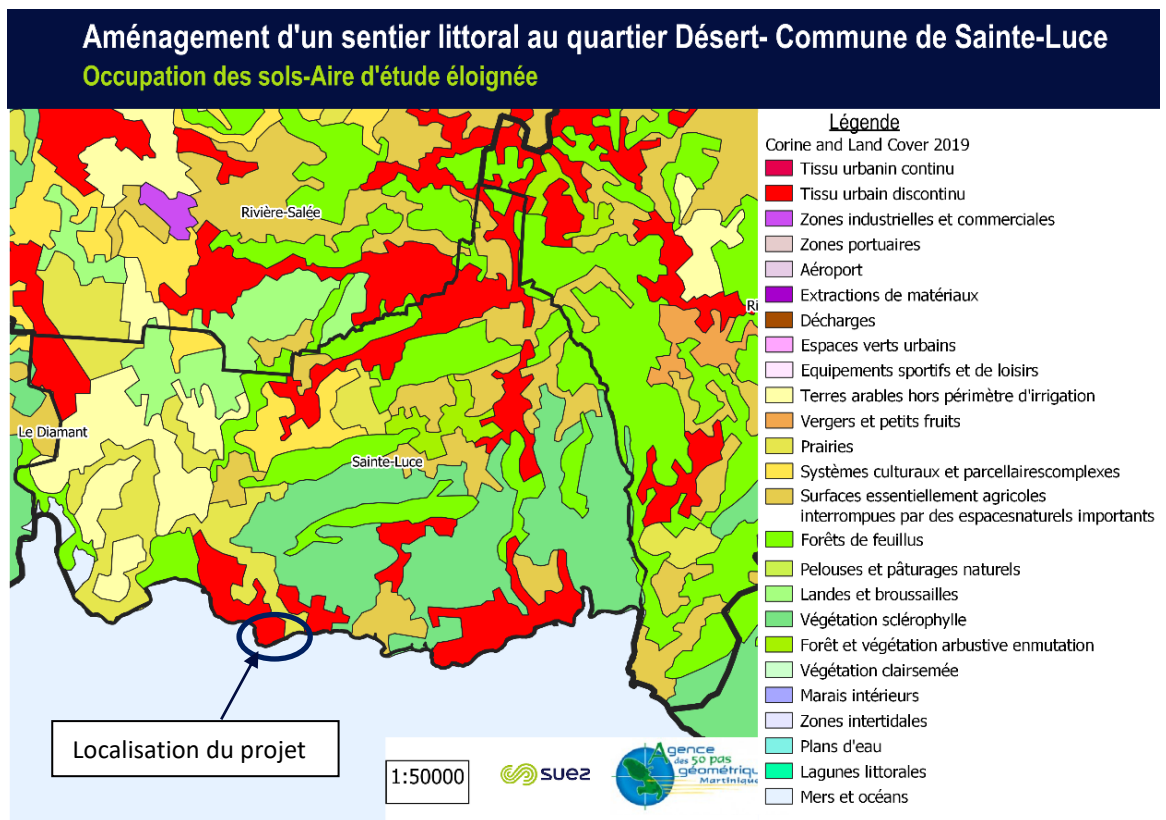 Aménagement d'un sentier littoral au quartier Désert- Commune de Sainte-Luce
Occupation des sols-Aire d'étude éloignée
Rivière-Salée
Ri
Le Diamant
Sainte-Luce
Localisation du projet
1:50000
suez
Agence
des 50 pas
géométriqu
Martinique
Légende
Corine and Land Cover 2019
Tissu urbanin continu
Tissu urbain discontinu
Zones industrielles et commerciales
Zones portuaires
Aéroport
Extractions de matériaux
Décharges
Espaces verts urbains
Equipements sportifs et de loisirs
Terres arables hors périmètre d'irrigation
Vergers et petits fruits
Prairies
Systèmes culturaux et parcellairescomplexes
Surfaces essentiellement agricoles
interrompues par des espacesnaturels importants
Forêts de feuillus
Pelouses et pâturages naturels
Landes et broussailles
Végétation sclérophylle
Forêt et végétation arbustive enmutation
Végétation clairsemée
Marais intérieurs
Zones intertidales
Plans d'eau
Lagunes littorales
Mers et océans